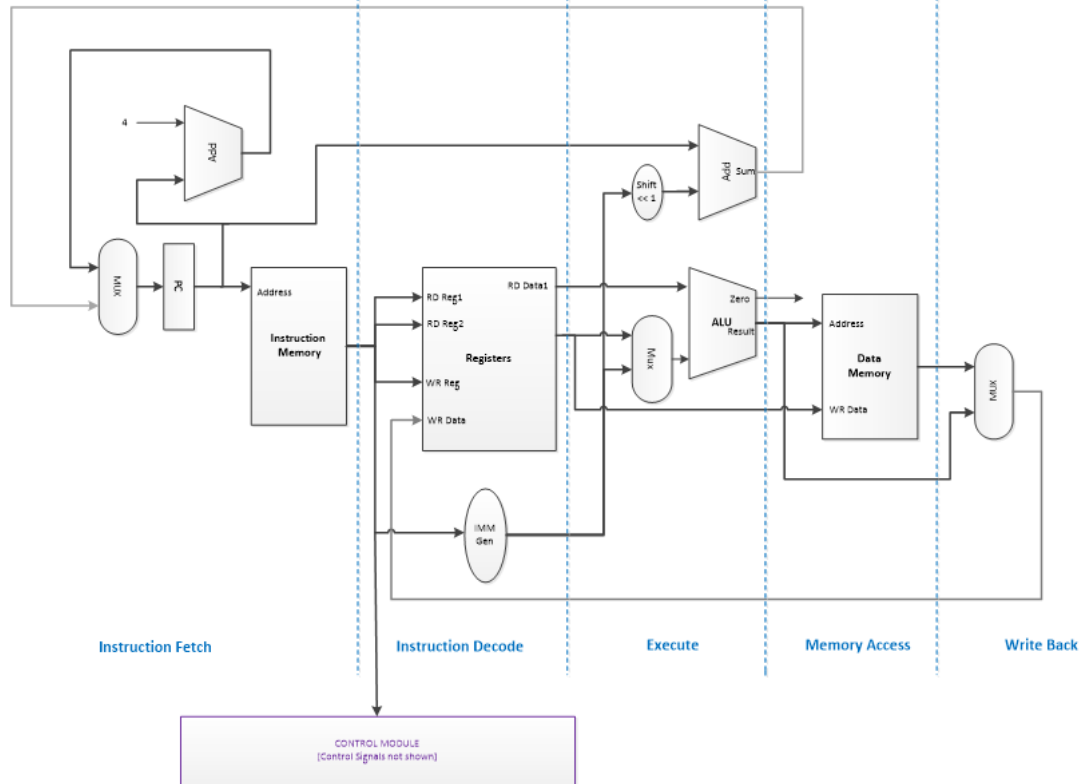 4
Add
MUX
PC
Address
Instruction
Memory
RD Reg1
RD Reg2
WR Reg
WR Data
RD Data1
Registers
IMM
Gen
Shift
<< 1
Add
Sum
Mux
ALU
Zero
Result
Address
Data
Memory
WR Data
MUX
Instruction Fetch
Instruction Decode
Execute
Memory Access
Write Back
CONTROL MODULE
(Control Signals not shown)